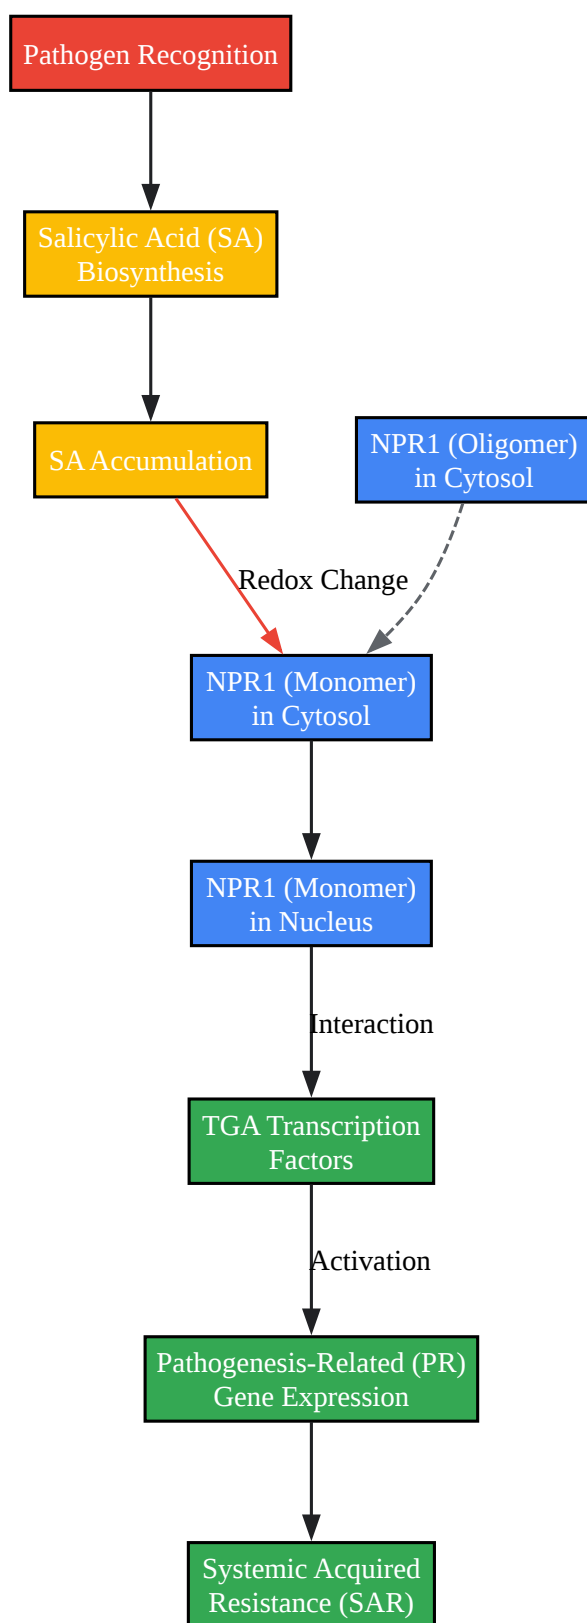 Pathogen Recognition
Salicylic Acid (SA)
Biosynthesis
SA Accumulation
NPR1 (Oligomer)
in Cytosol
Redox Change
NPR1 (Monomer)
in Cytosol
NPR1 (Monomer)
in Nucleus
Interaction
TGA Transcription
Factors
Activation
Pathogenesis-Related (PR)
Gene Expression
Systemic Acquired
Resistance (SAR)